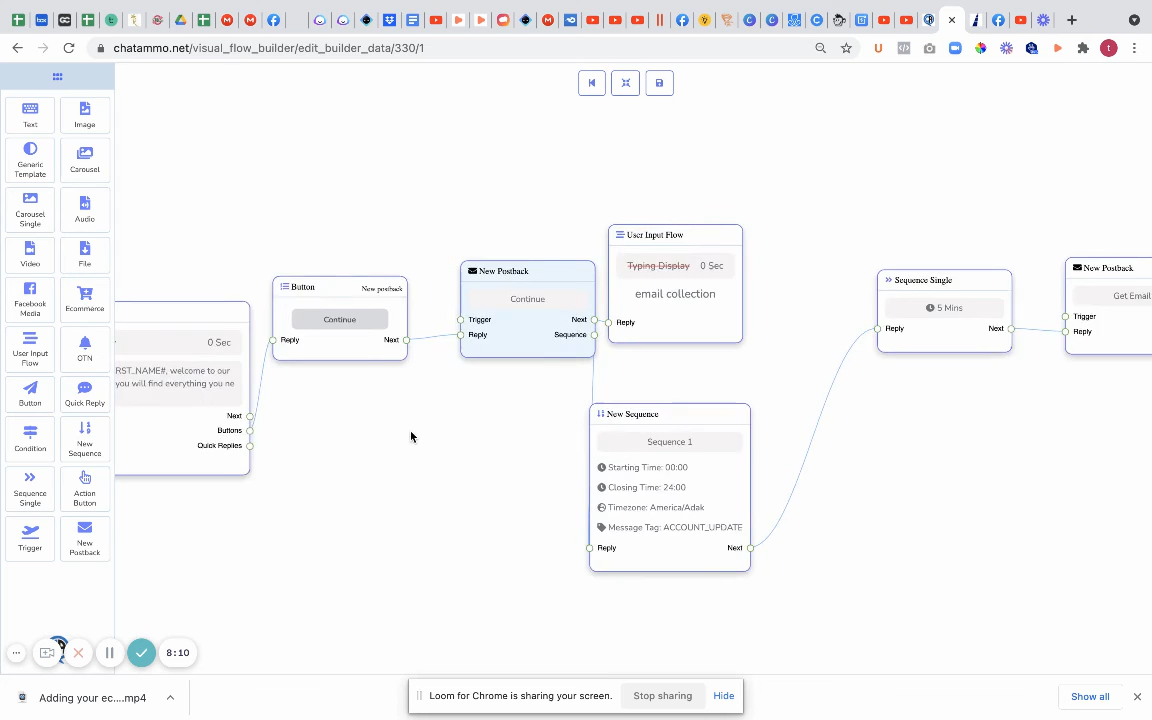 chatammo.net/visual_flow_builder/edit_builder_data/330/1
Text
Image
Generic
Template
Carousel
Carousel
Single
Audio
Video
File
Facebook
Media
Ecommerce
User Input
Flow
OTN
Button
Quick Reply
Condition
New
Sequence
Sequence
Single
Action
Button
Trigger
New
Postback
0 Sec
RST_NAME#, welcome to our
you will find everything you ne
Next
Buttons
Quick Replies
Button
New postback
Continue
Reply
Next
New Postback
Continue
Trigger
Next
Reply
Sequence
User Input Flow
Typing Display 0 Sec
email collection
Reply
New Sequence
Sequence 1
Starting Time: 00:00
Closing Time: 24:00
Timezone: America/Adak
Message Tag: ACCOUNT_UPDATE
Reply
Next
Sequence Single
5 Mins
Reply
Next
New Postback
Get Email
Trigger
Reply
8:10
Adding your ec....mp4
Loom for Chrome is sharing your screen.
Stop sharing
Hide
Show all